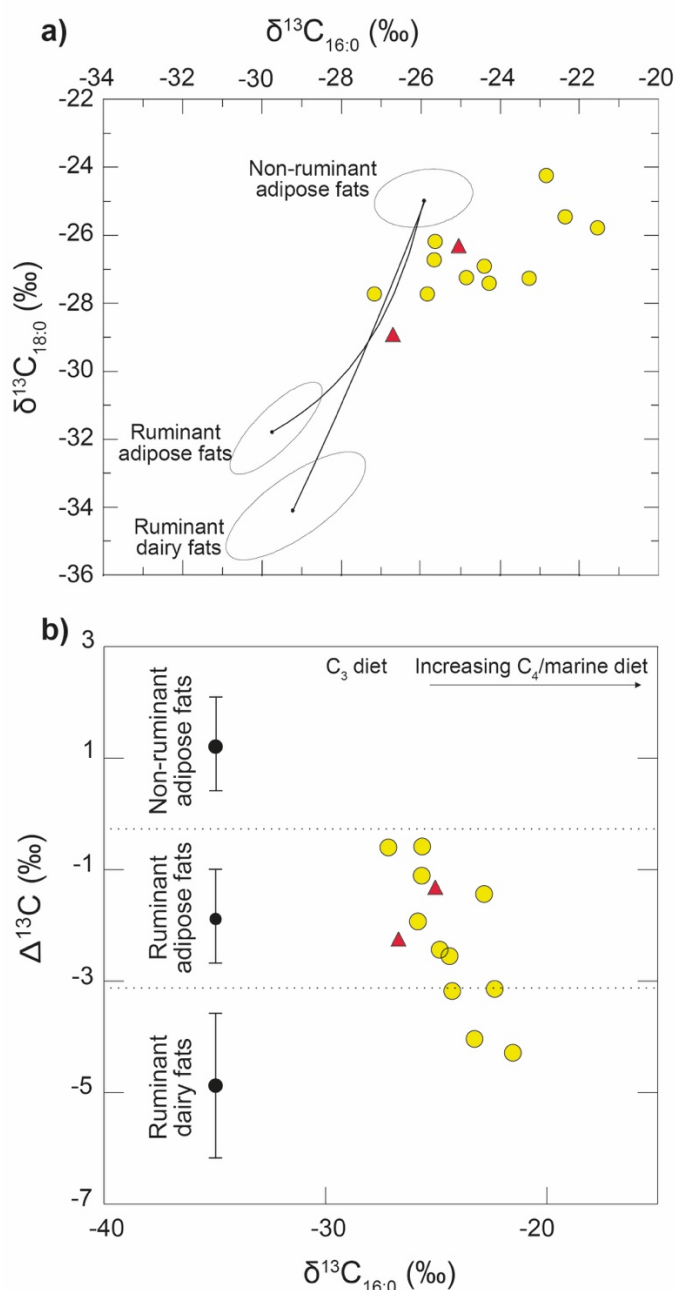 a)
δ¹³C₁₆:₀ (‰)
-34 -32 -30 -28 -26 -24 -22 -20
-22
-24
-26
-28
-30
-32
-34
-36
δ¹³C₁₈:₀ (‰)
Non-ruminant
adipose fats
Ruminant
adipose fats
Ruminant
dairy fats
b)
3
1
-1
-3
-5
-7
Δ¹³C (‰)
C₃ diet
Increasing C₄/marine diet
Non-ruminant
adipose fats
Ruminant
adipose fats
Ruminant
dairy fats
-40 -30 -20
δ¹³C₁₆:₀ (‰)